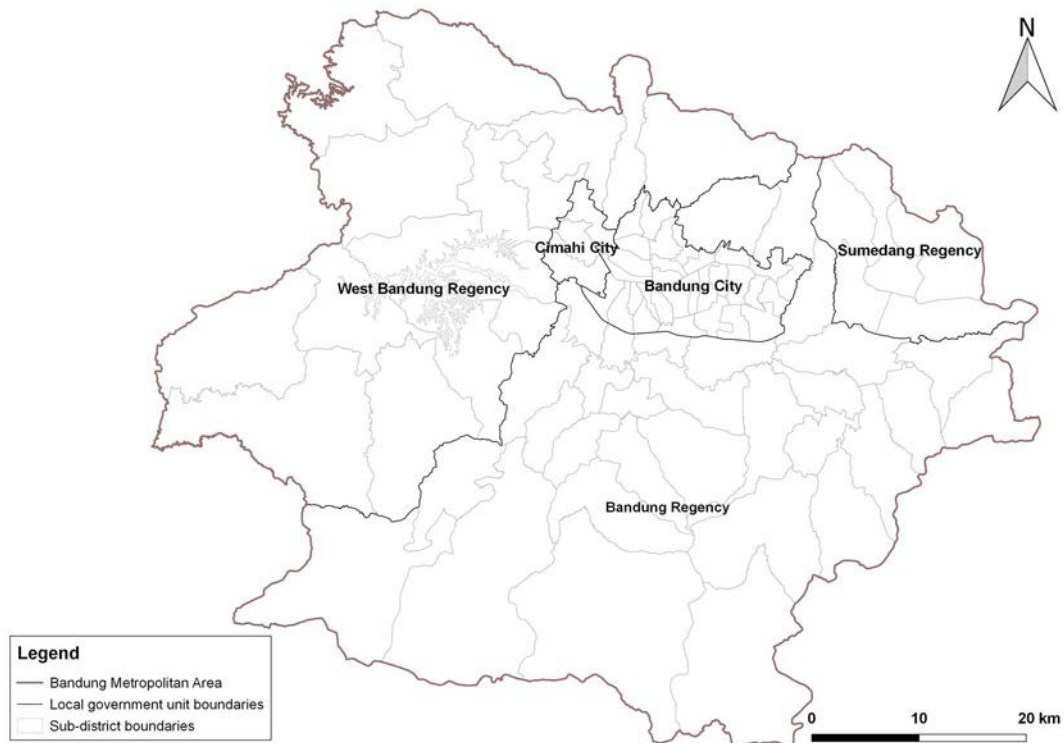 N
Cimahi City
Sumedang Regency
West Bandung Regency
Bandung City
Bandung Regency
Legend
Bandung Metropolitan Area
Local government unit boundaries
Sub-district boundaries
0 10 20 km